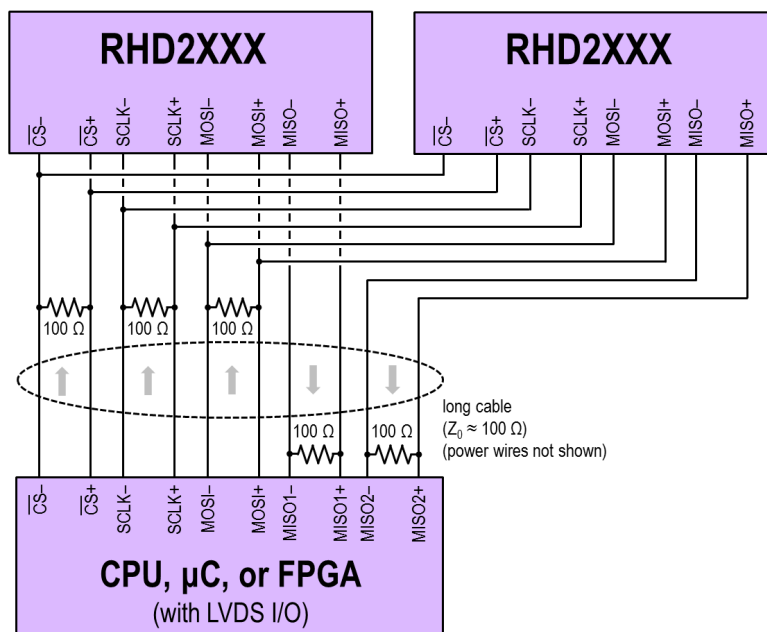 RHD2XXX
RHD2XXX
CS−
CS+
SCLK−
SCLK+
MOSI−
MOSI+
MISO−
MISO+
CS−
CS+
SCLK−
SCLK+
MOSI−
MOSI+
MISO−
MISO+
100 Ω
100 Ω
100 Ω
long cable
(Z0 ≈ 100 Ω)
(power wires not shown)
100 Ω
100 Ω
CS−
CS+
SCLK−
SCLK+
MOSI−
MOSI+
MISO1−
MISO1+
MISO2-
MISO2+
CPU, µC, or FPGA
(with LVDS I/O)